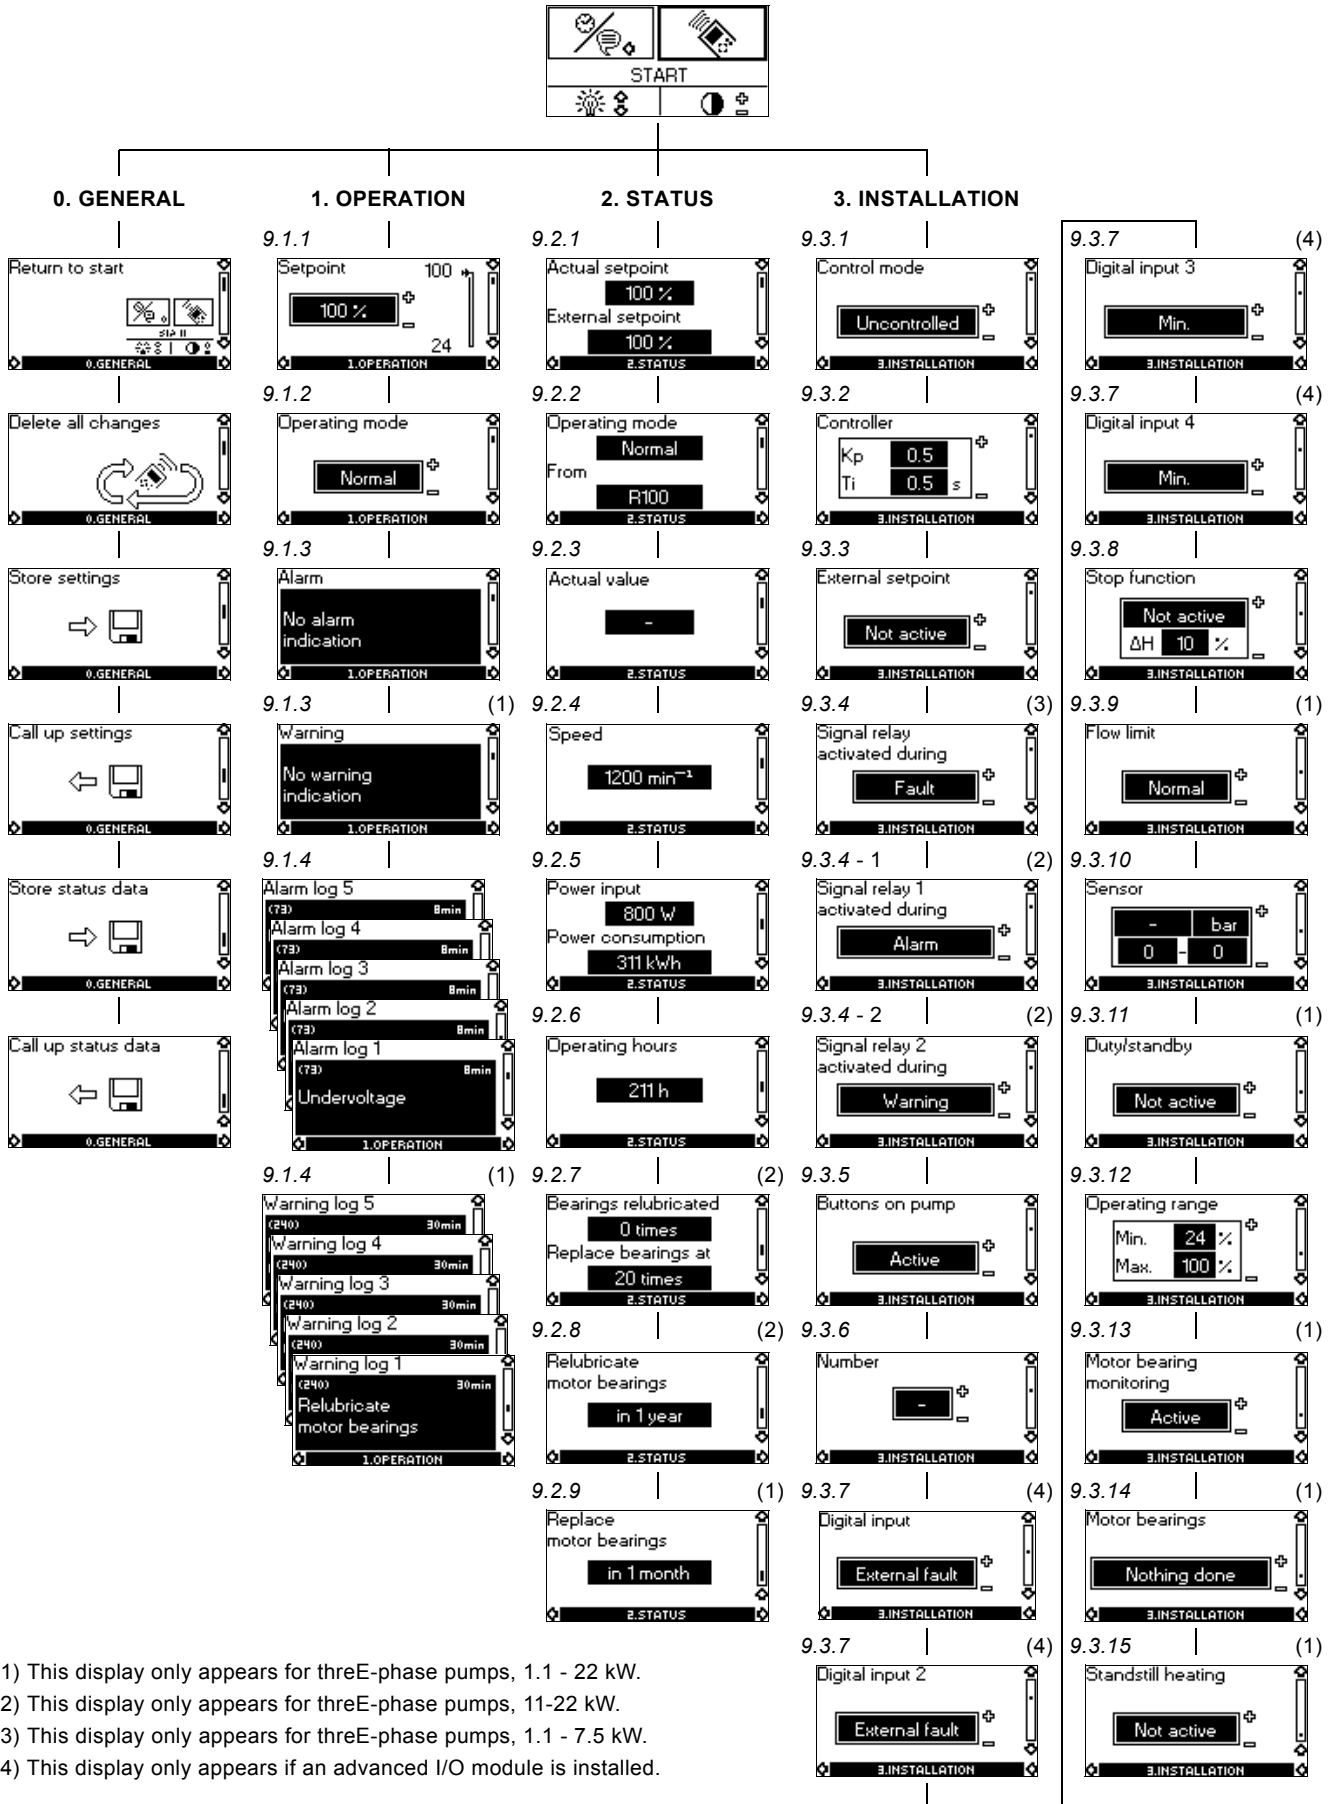 START
0. GENERAL
1. OPERATION
2. STATUS
3. INSTALLATION
Return to start
START
0.GENERAL
Delete all changes
0.GENERAL
Store settings
0.GENERAL
Call up settings
0.GENERAL
Store status data
0.GENERAL
Call up status data
0.GENERAL
9.1.1
Setpoint
100
100 %
24
1.OPERATION
9.1.2
Operating mode
Normal
1.OPERATION
9.1.3
Alarm
No alarm
indication
1.OPERATION
9.1.3
(1)
Warning
No warning
indication
1.OPERATION
9.1.4
Alarm log 5
(73) 8min
Alarm log 4
(73) 8min
Alarm log 3
(73) 8min
Alarm log 2
(73) 8min
Alarm log 1
(73) 8min
Undervoltage
1.OPERATION
9.1.4
(1)
Warning log 5
(240) 30min
Warning log 4
(240) 30min
Warning log 3
(240) 30min
Warning log 2
(240) 30min
Warning log 1
(240) 30min
Relubricate
motor bearings
1.OPERATION
9.2.1
Actual setpoint
100 %
External setpoint
100 %
2.STATUS
9.2.2
Operating mode
Normal
From
R100
2.STATUS
9.2.3
Actual value
-
2.STATUS
9.2.4
Speed
1200 min⁻¹
2.STATUS
9.2.5
Power input
800 W
Power consumption
311 kWh
2.STATUS
9.2.6
Operating hours
211 h
2.STATUS
9.2.7
(2)
Bearings relubricated
0 times
Replace bearings at
20 times
2.STATUS
9.2.8
(2)
Relubricate
motor bearings
in 1 year
2.STATUS
9.2.9
(1)
Replace
motor bearings
in 1 month
2.STATUS
9.3.1
Control mode
Uncontrolled
3.INSTALLATION
9.3.2
Controller
Kp 0.5
Ti 0.5 s
3.INSTALLATION
9.3.3
External setpoint
Not active
3.INSTALLATION
9.3.4
(3)
Signal relay
activated during
Fault
3.INSTALLATION
9.3.4 - 1
(2)
Signal relay 1
activated during
Alarm
3.INSTALLATION
9.3.4 - 2
(2)
Signal relay 2
activated during
Warning
3.INSTALLATION
9.3.5
Buttons on pump
Active
3.INSTALLATION
9.3.6
Number
-
3.INSTALLATION
9.3.7
(4)
Digital input
External fault
3.INSTALLATION
9.3.7
(4)
Digital input 2
External fault
3.INSTALLATION
9.3.7
(4)
Digital input 3
Min.
3.INSTALLATION
9.3.7
(4)
Digital input 4
Min.
3.INSTALLATION
9.3.8
Stop function
Not active
ΔH 10 %
3.INSTALLATION
9.3.9
(1)
Flow limit
Normal
3.INSTALLATION
9.3.10
Sensor
- bar
0 - 0
3.INSTALLATION
9.3.11
(1)
Duty/standby
Not active
3.INSTALLATION
9.3.12
Operating range
Min. 24 %
Max. 100 %
3.INSTALLATION
9.3.13
(1)
Motor bearing
monitoring
Active
3.INSTALLATION
9.3.14
(1)
Motor bearings
Nothing done
3.INSTALLATION
9.3.15
(1)
Standstill heating
Not active
3.INSTALLATION
1) This display only appears for threE-phase pumps, 1.1 - 22 kW.
2) This display only appears for threE-phase pumps, 11-22 kW.
3) This display only appears for threE-phase pumps, 1.1 - 7.5 kW.
4) This display only appears if an advanced I/O module is installed.